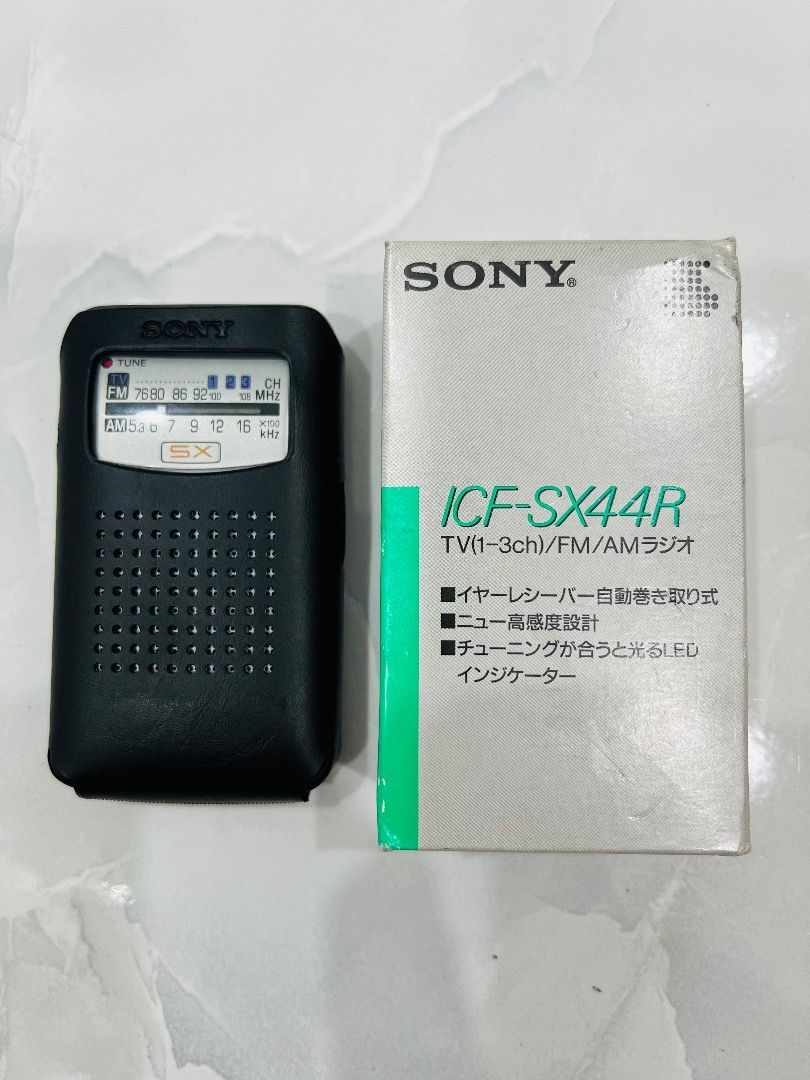 SONY
TUNE
TV 1 2 3 CH
FM 76 80 86 92 100 108 MHz
AM 5.3 6 7 9 12 16 ×100 kHz
SX
SONY®
ICF-SX44R
TV(1-3ch)/FM/AMラジオ
■イヤーレシーバー自動巻き取り式
■ニュー高感度設計
■チューニングが合うと光るLED
インジケーター